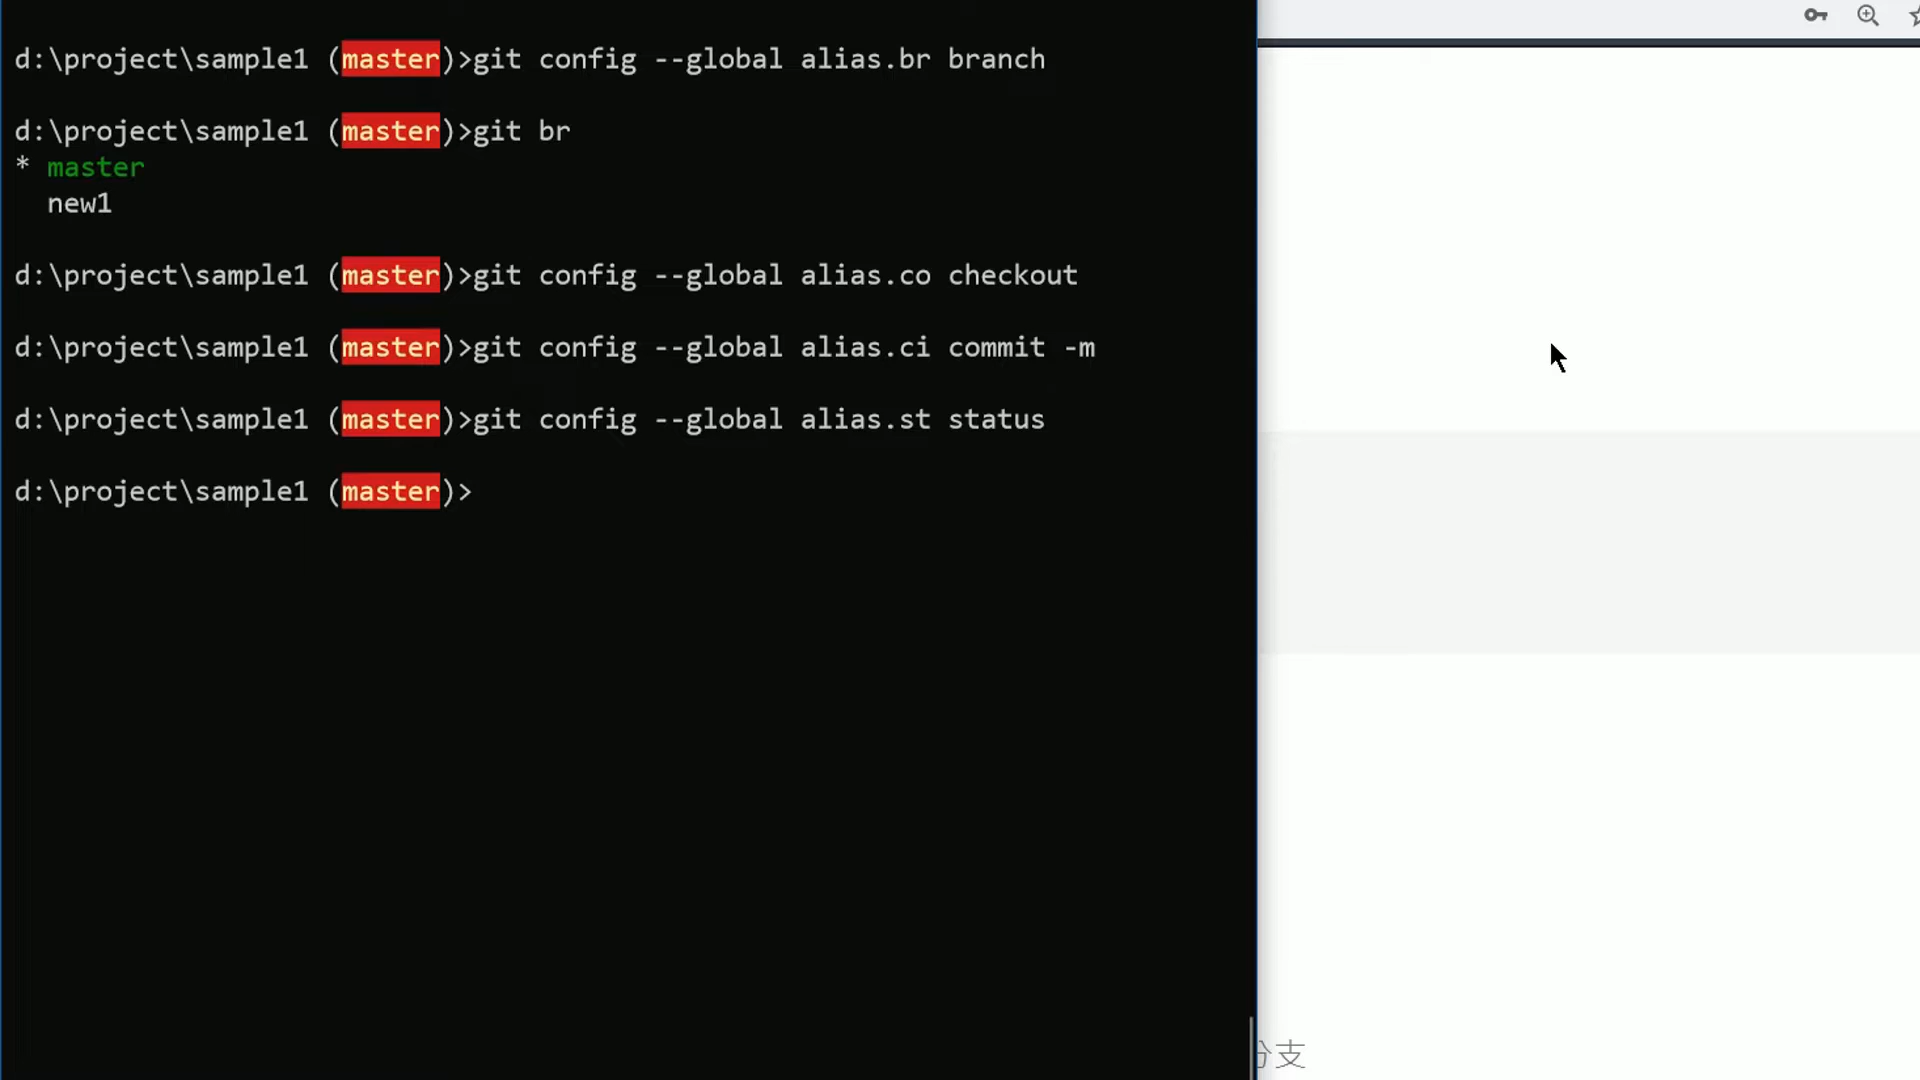 d:\project\sample1 (master)>git config --global alias.br branch
d:\project\sample1 (master)>git br
* master
new1
d:\project\sample1 (master)>git config --global alias.co checkout
d:\project\sample1 (master)>git config --global alias.ci commit -m
d:\project\sample1 (master)>git config --global alias.st status
d:\project\sample1 (master)>
分支